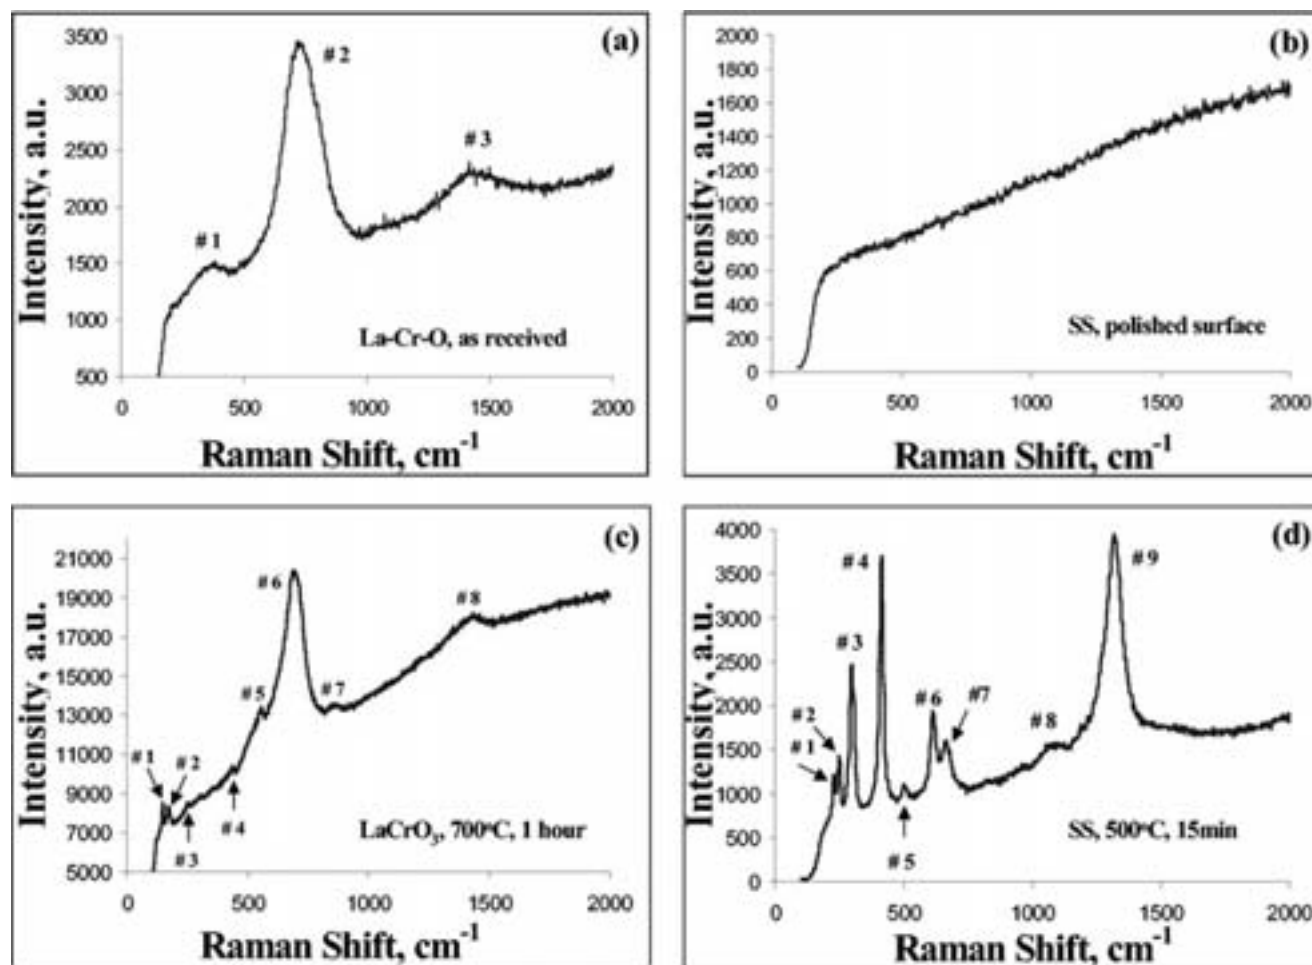 (a)
3500
3000
2500
2000
1500
1000
500
0 500 1000 1500 2000
#1
#2
#3
La-Cr-O, as received
Intensity, a.u.
Raman Shift, cm-1
(b)
2000
1800
1600
1400
1200
1000
800
600
400
200
0
0 500 1000 1500 2000
SS, polished surface
Intensity, a.u.
Raman Shift, cm-1
(c)
21000
19000
17000
15000
13000
11000
9000
7000
5000
0 500 1000 1500 2000
#1
#2
#3
#4
#5
#6
#7
#8
LaCrO3, 700°C, 1 hour
Intensity, a.u.
Raman Shift, cm-1
(d)
4000
3500
3000
2500
2000
1500
1000
500
0
0 500 1000 1500 2000
#1
#2
#3
#4
#5
#6
#7
#8
#9
SS, 500°C, 15min
Intensity, a.u.
Raman Shift, cm-1